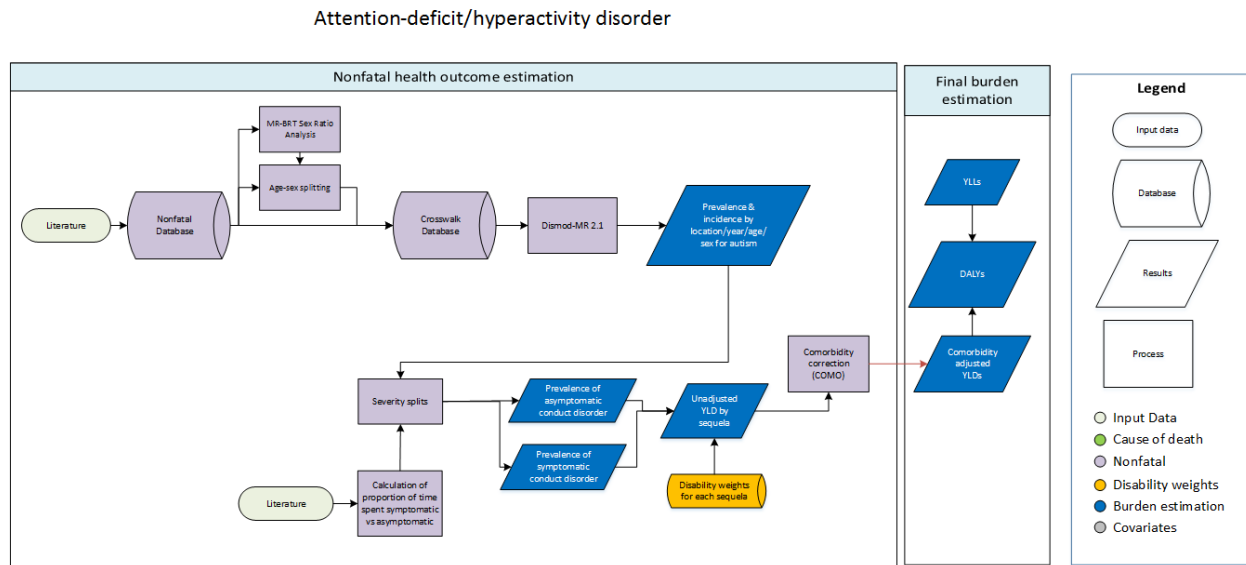 Attention-deficit/hyperactivity disorder
Nonfatal health outcome estimation
MR-BRT Sex Ratio
Analysis
Age-sex splitting
Literature
Nonfatal
Database
Crosswalk
Database
Dismod-MR 2.1
Prevalence &
incidence by
location/year/age/
sex for autism
Severity splits
Prevalence of
asymptomatic
conduct disorder
Prevalence of
symptomatic
conduct disorder
Literature
Calculation of
proportion of time
spent symptomatic
vs asymptomatic
Unadjusted
YLD by
sequela
Disability weights
for each sequela
Comorbidity
correction
(COMO)
Final burden
estimation
YLLs
DALYs
Comorbidity
adjusted
YLDs
Legend
Input data
Database
Results
Process
Input Data
Cause of death
Nonfatal
Disability weights
Burden estimation
Covariates